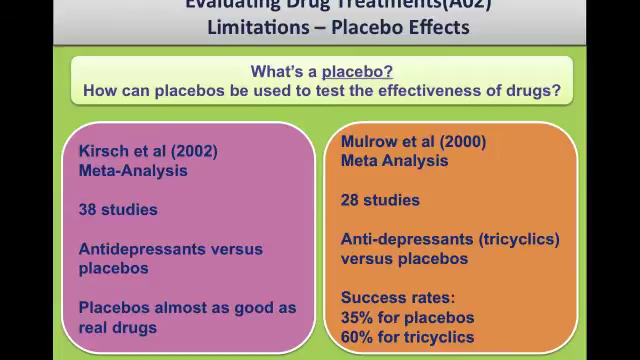 Evaluating Drug Treatments(A02)
Limitations – Placebo Effects
What's a placebo?
How can placebos be used to test the effectiveness of drugs?
Kirsch et al (2002)
Meta-Analysis
38 studies
Antidepressants versus
placebos
Placebos almost as good as
real drugs
Mulrow et al (2000)
Meta Analysis
28 studies
Anti-depressants (tricyclics)
versus placebos
Success rates:
35% for placebos
60% for tricyclics